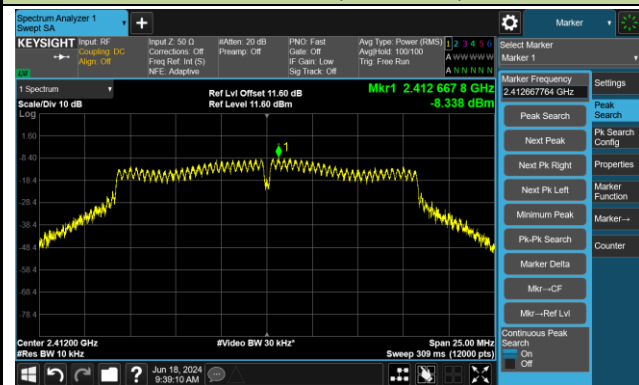 Spectrum Analyzer 1
Swept SA
+
Marker
KEYSIGHT
Input: RF
Coupling: DC
Align: Off
Input Z: 50 Ω
Corrections: Off
Freq Ref: Int (S)
NFE: Adaptive
#Atten: 20 dB
Preamp: Off
PNO: Fast
Gate: Off
IF Gain: Low
Sig Track: Off
Avg Type: Power (RMS)
Avg|Hold: 100/100
Trig: Free Run
1 2 3 4 5 6
A W W W W W
A N N N N N
LXI
Select Marker
Marker 1
1 Spectrum
Scale/Div 10 dB
Log
Ref Lvl Offset 11.60 dB
Ref Level 11.60 dBm
Mkr1 2.412 667 8 GHz
-8.338 dBm
1.60
-8.40
-18.4
-28.4
-38.4
-48.4
-58.4
-68.4
-78.4
1
Center 2.41200 GHz
#Res BW 10 kHz
#Video BW 30 kHz*
Span 25.00 MHz
Sweep 309 ms (12000 pts)
Marker Frequency
2.412667764 GHz
Peak Search
Next Peak
Next Pk Right
Next Pk Left
Minimum Peak
Pk-Pk Search
Marker Delta
Mkr→CF
Mkr→Ref Lvl
Continuous Peak
Search
On
Off
Settings
Peak
Search
Pk Search
Config
Properties
Marker
Function
Marker→
Counter
?
Jun 18, 2024
9:39:10 AM